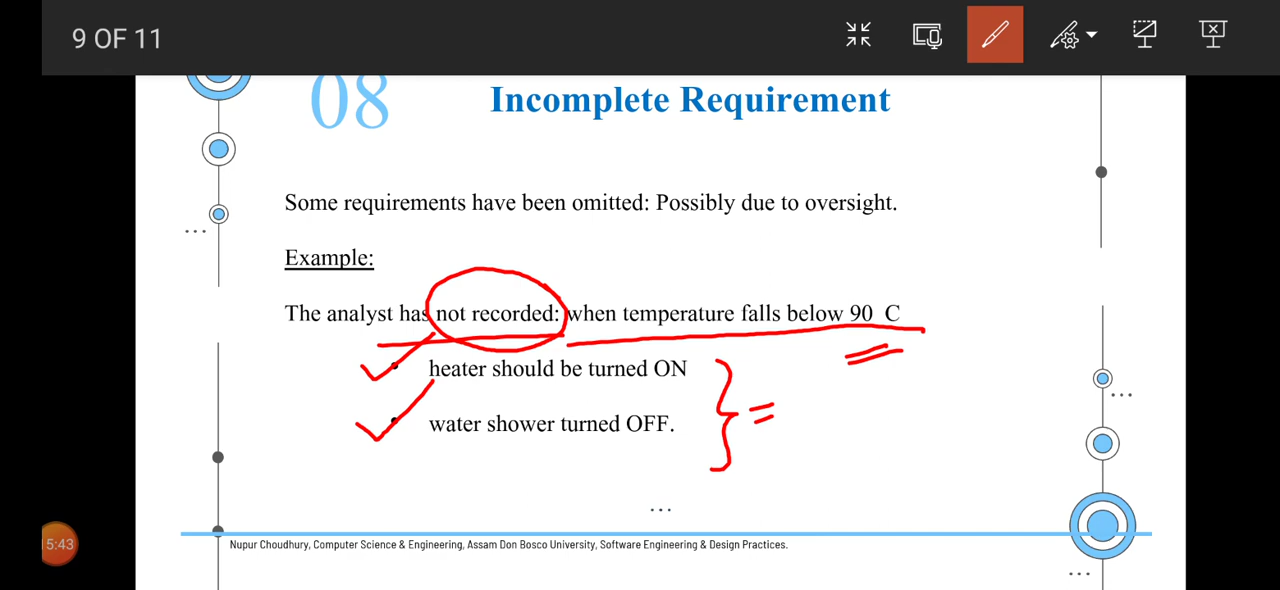 9 OF 11
08
Incomplete Requirement
Some requirements have been omitted: Possibly due to oversight.
Example:
The analyst has not recorded: when temperature falls below 90 C
heater should be turned ON
water shower turned OFF.
5:43
Nupur Choudhury, Computer Science & Engineering, Assam Don Bosco University, Software Engineering & Design Practices.